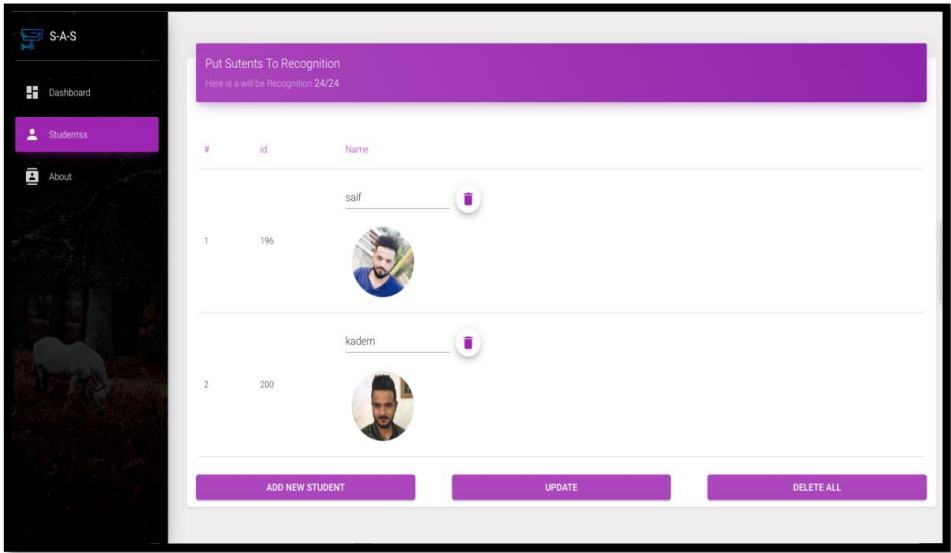 S-A-S
Dashboard
Studentss
About
Put Sutents To Recognition
Here is a will be Recognition 24/24
# id Name
saif
1 196
kadem
2 200
ADD NEW STUDENT UPDATE DELETE ALL